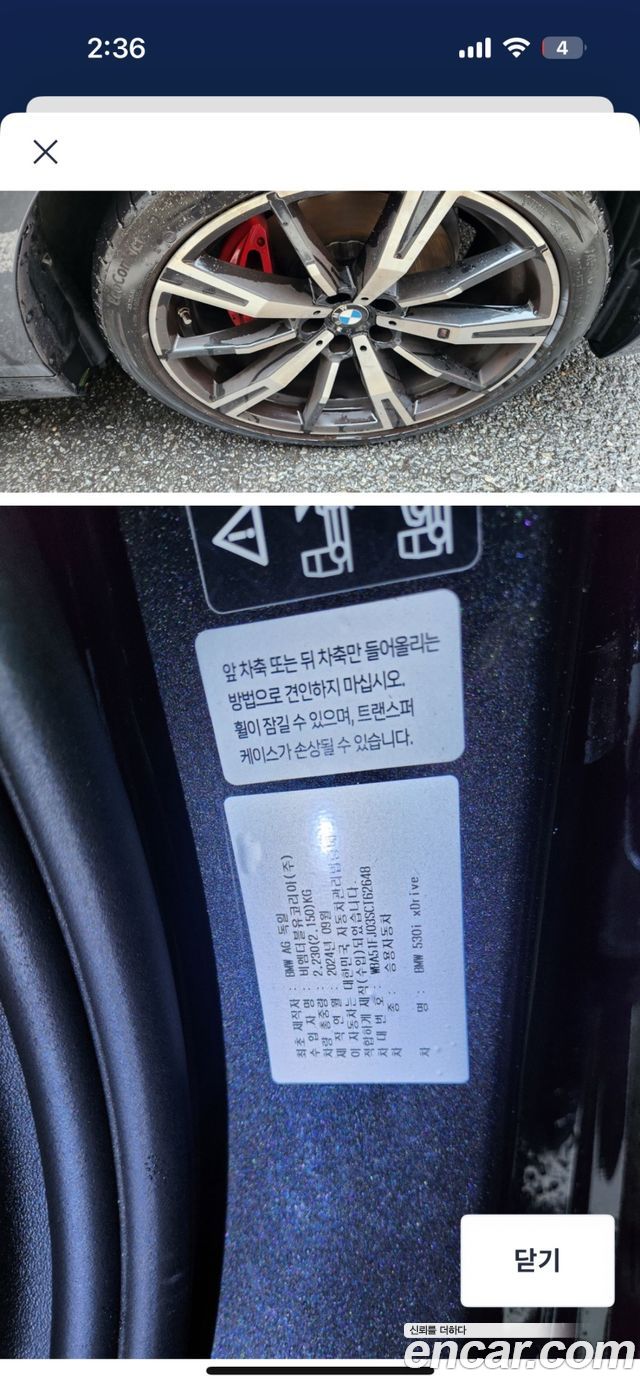 2:36
4
앞 차축 또는 뒤 차축만 들어올리는
방법으로 견인하지 마십시오.
휠이 잠길 수 있으며, 트랜스퍼
케이스가 손상될 수 있습니다.
최초 제작자 : BMW AG 독일
수입사명 : 비엠더블유코리아(주)
차량 총중량 : 2,230(2,150)KG
제작연월 : 2024년 09월
이 자동차는 대한민국 자동차관리법
적합하게 제작(수입)되었습니다.
차대번호 : WBA51FJ03SC162648
차종 : 승용자동차
차명 : BMW 530i xDrive
닫기
신뢰를 더하다
encar.com